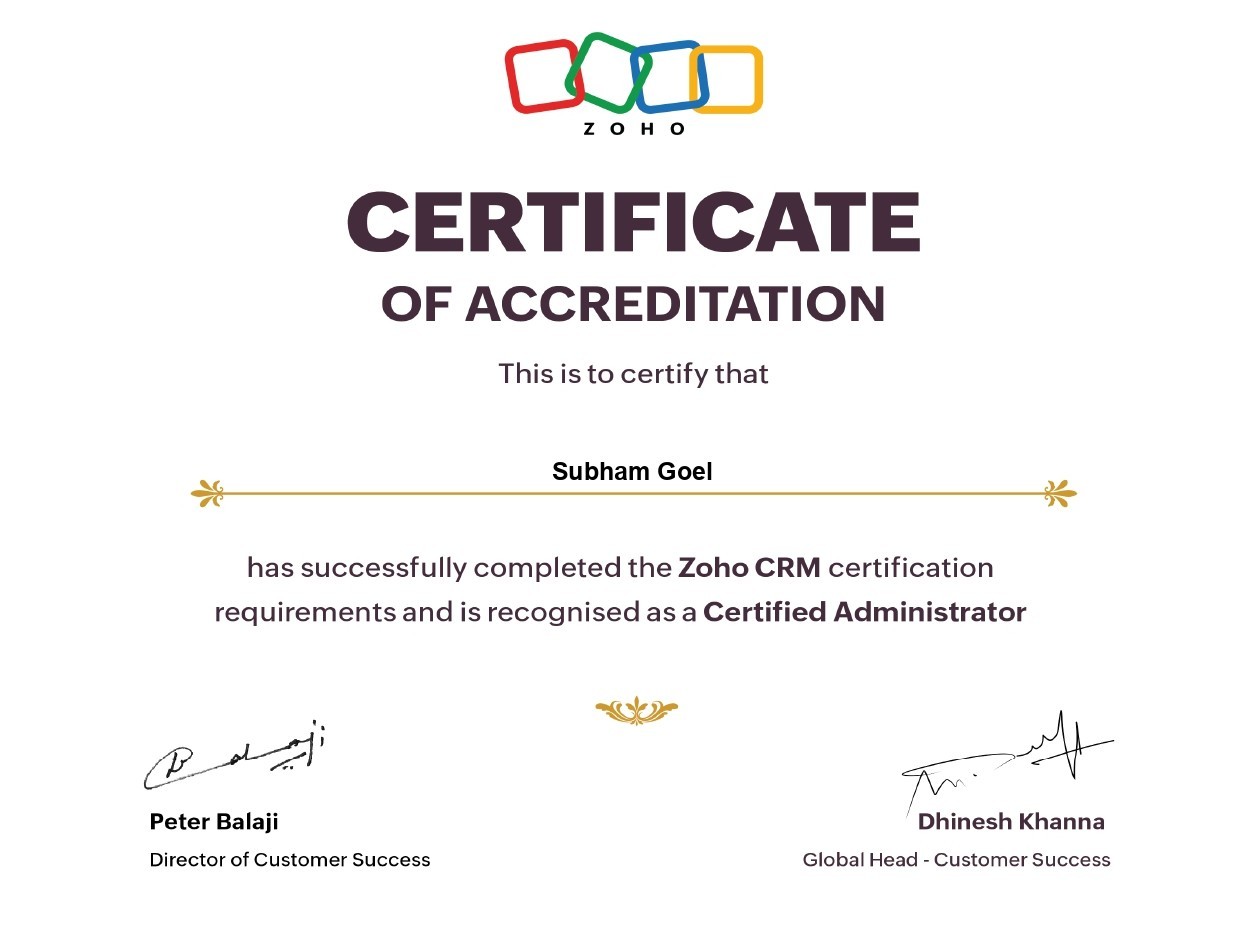 ZOHO
CERTIFICATE
OF ACCREDITATION
This is to certify that
Subham Goel
has successfully completed the Zoho CRM certification
requirements and is recognised as a Certified Administrator
Peter Balaji
Director of Customer Success
Dhinesh Khanna
Global Head - Customer Success